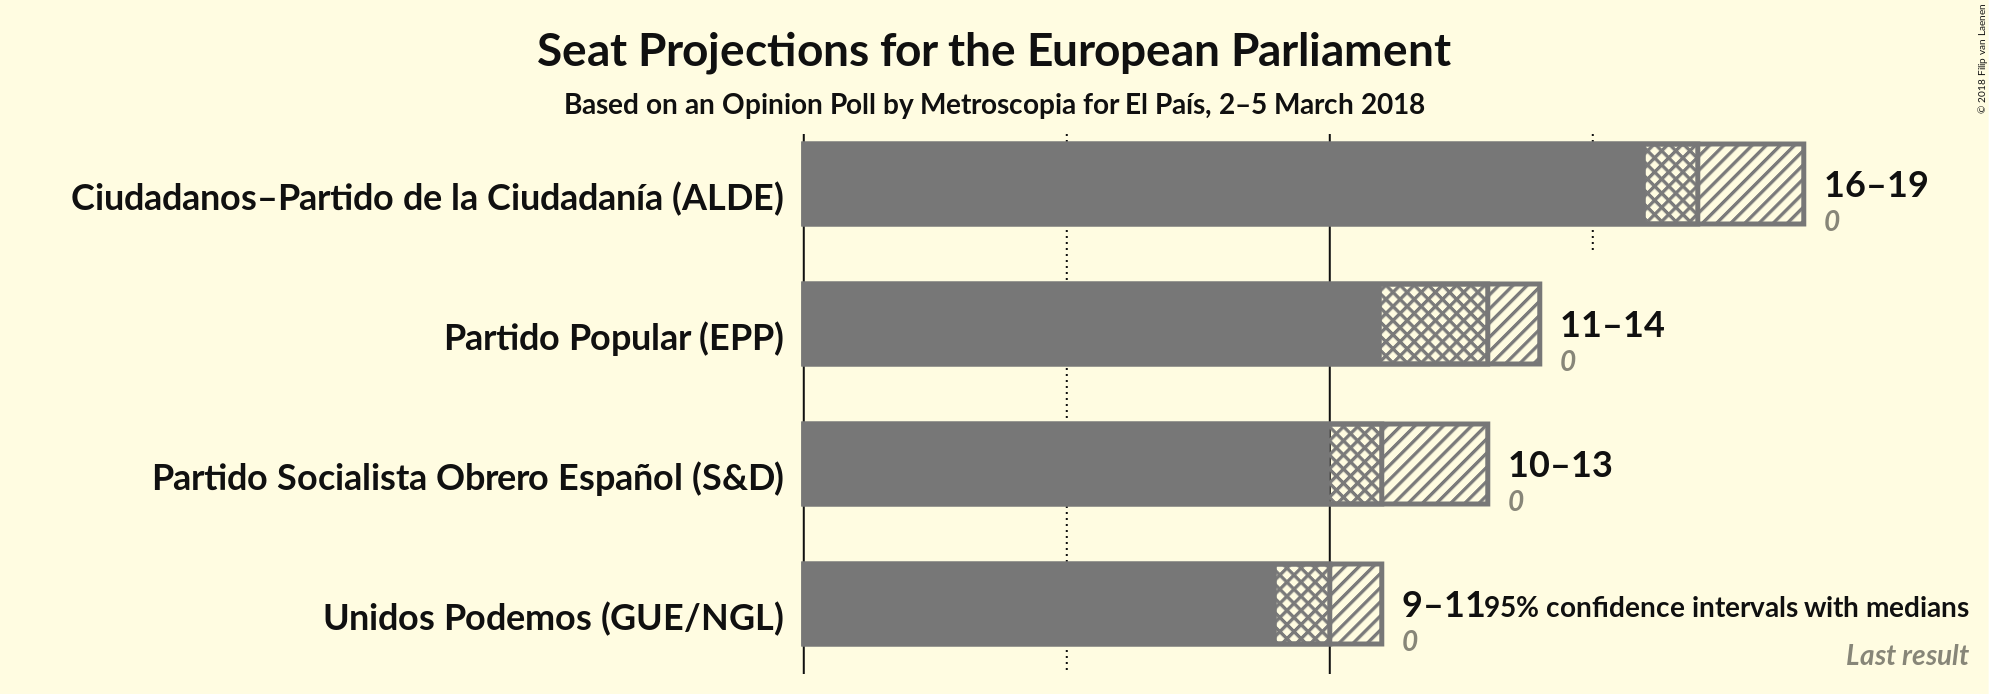 Seat Projections for the European Parliament
Based on an Opinion Poll by Metroscopia for El País, 2–5 March 2018
© 2018 Filip van Laenen
Ciudadanos–Partido de la Ciudadanía (ALDE)
16–19
0
Partido Popular (EPP)
11–14
0
Partido Socialista Obrero Español (S&D)
10–13
0
Unidos Podemos (GUE/NGL)
9–11
0
95% confidence intervals with medians
Last result